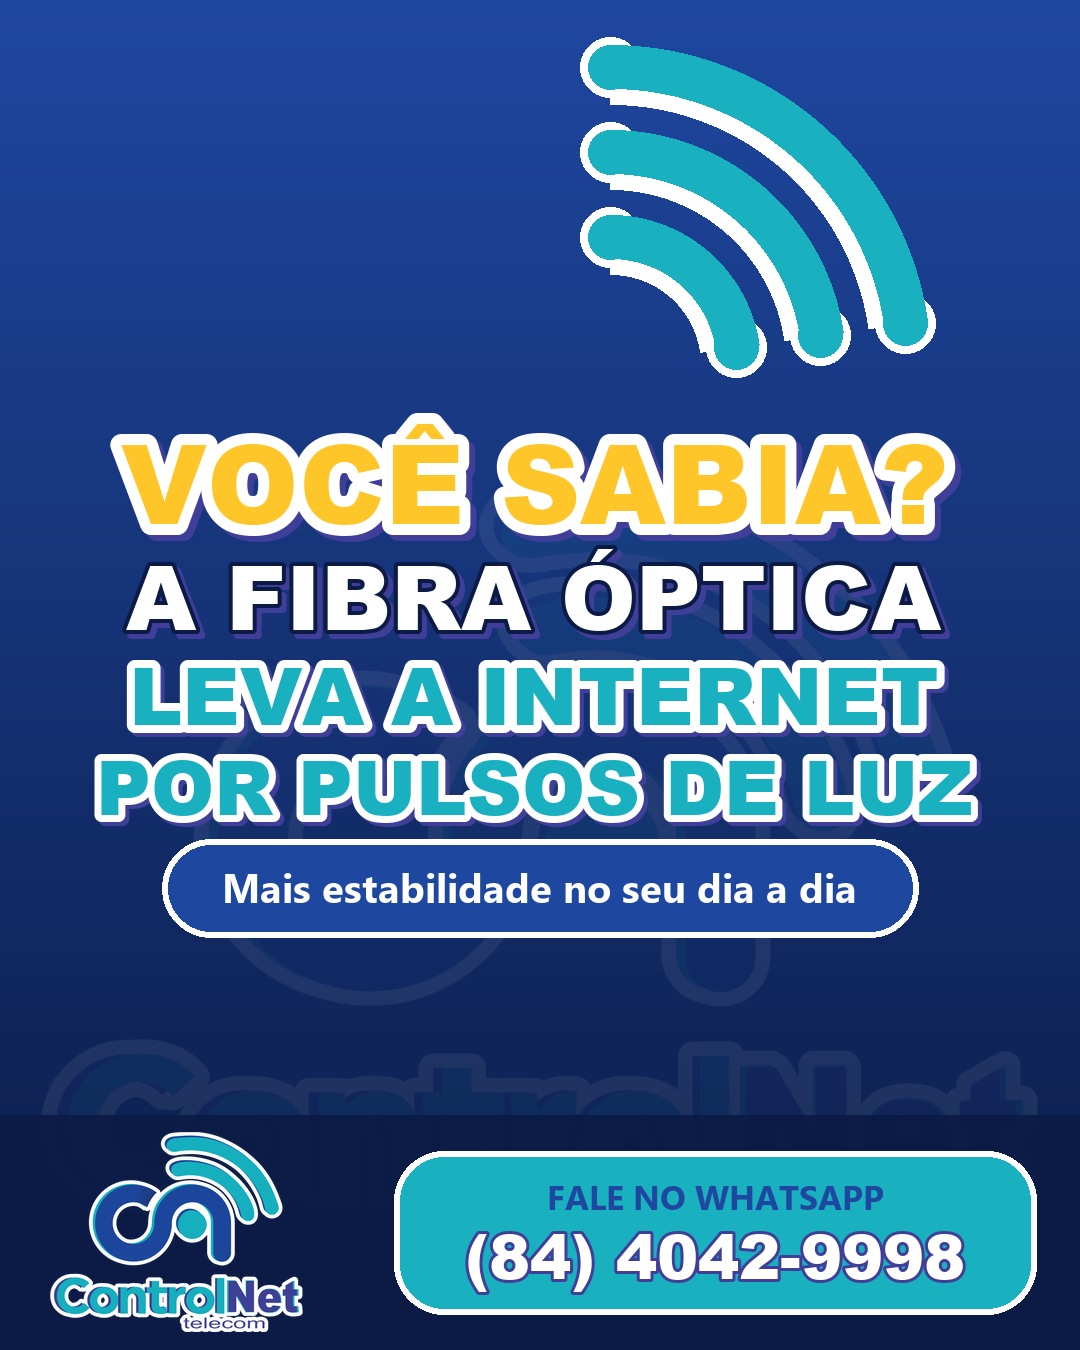 VOCÊ SABIA?
A FIBRA ÓPTICA
LEVA A INTERNET
POR PULSOS DE LUZ
Mais estabilidade no seu dia a dia
ControlNet
ControlNet
telecom
FALE NO WHATSAPP
(84) 4042-9998